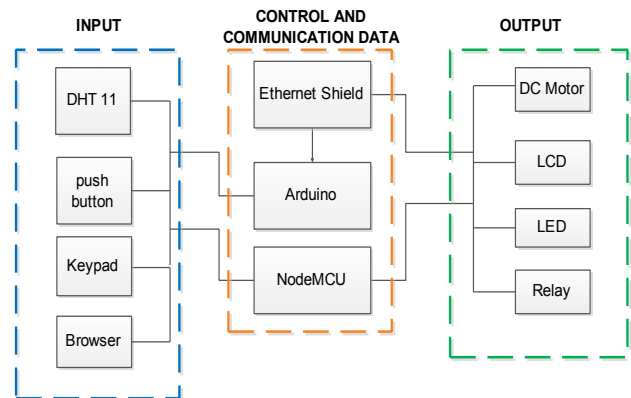 INPUT
DHT 11
push
button
Keypad
Browser
CONTROL AND
COMMUNICATION DATA
Ethernet Shield
Arduino
NodeMCU
OUTPUT
DC Motor
LCD
LED
Relay